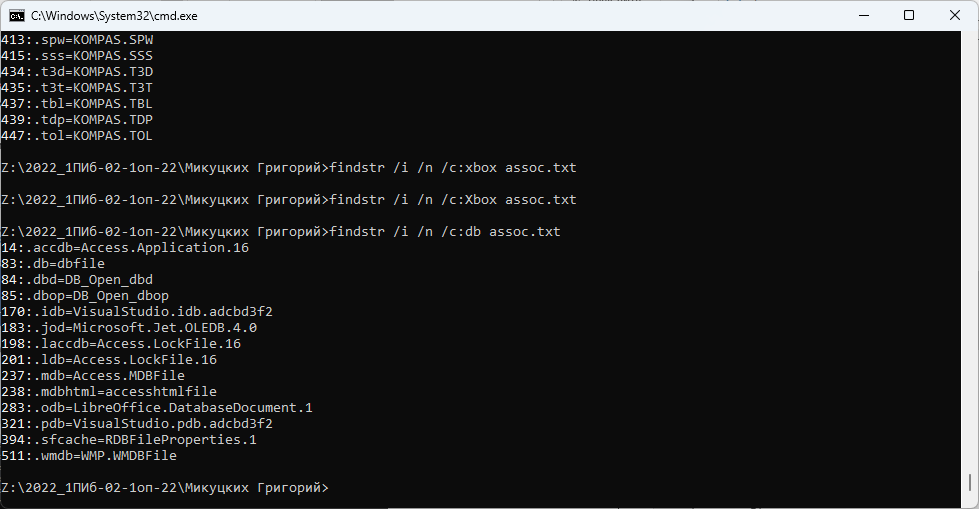 C:\Windows\System32\cmd.exe
413:.spw=KOMPAS.SPW
415:.sss=KOMPAS.SSS
434:.t3d=KOMPAS.T3D
435:.t3t=KOMPAS.T3T
437:.tbl=KOMPAS.TBL
439:.tdp=KOMPAS.TDP
447:.tol=KOMPAS.TOL
Z:\2022_1ПИб-02-1оп-22\Микуцких Григорий>findstr /i /n /c:xbox assoc.txt
Z:\2022_1ПИб-02-1оп-22\Микуцких Григорий>findstr /i /n /c:Xbox assoc.txt
Z:\2022_1ПИб-02-1оп-22\Микуцких Григорий>findstr /i /n /c:db assoc.txt
14:.accdb=Access.Application.16
83:.db=dbfile
84:.dbd=DB_Open_dbd
85:.dbop=DB_Open_dbop
170:.idb=VisualStudio.idb.adcbd3f2
183:.jod=Microsoft.Jet.OLEDB.4.0
198:.laccdb=Access.LockFile.16
201:.ldb=Access.LockFile.16
237:.mdb=Access.MDBFile
238:.mdbhtml=accesshtmlfile
283:.odb=LibreOffice.DatabaseDocument.1
321:.pdb=VisualStudio.pdb.adcbd3f2
394:.sfcache=RDBFileProperties.1
511:.wmdb=WMP.WMDBFile
Z:\2022_1ПИб-02-1оп-22\Микуцких Григорий>